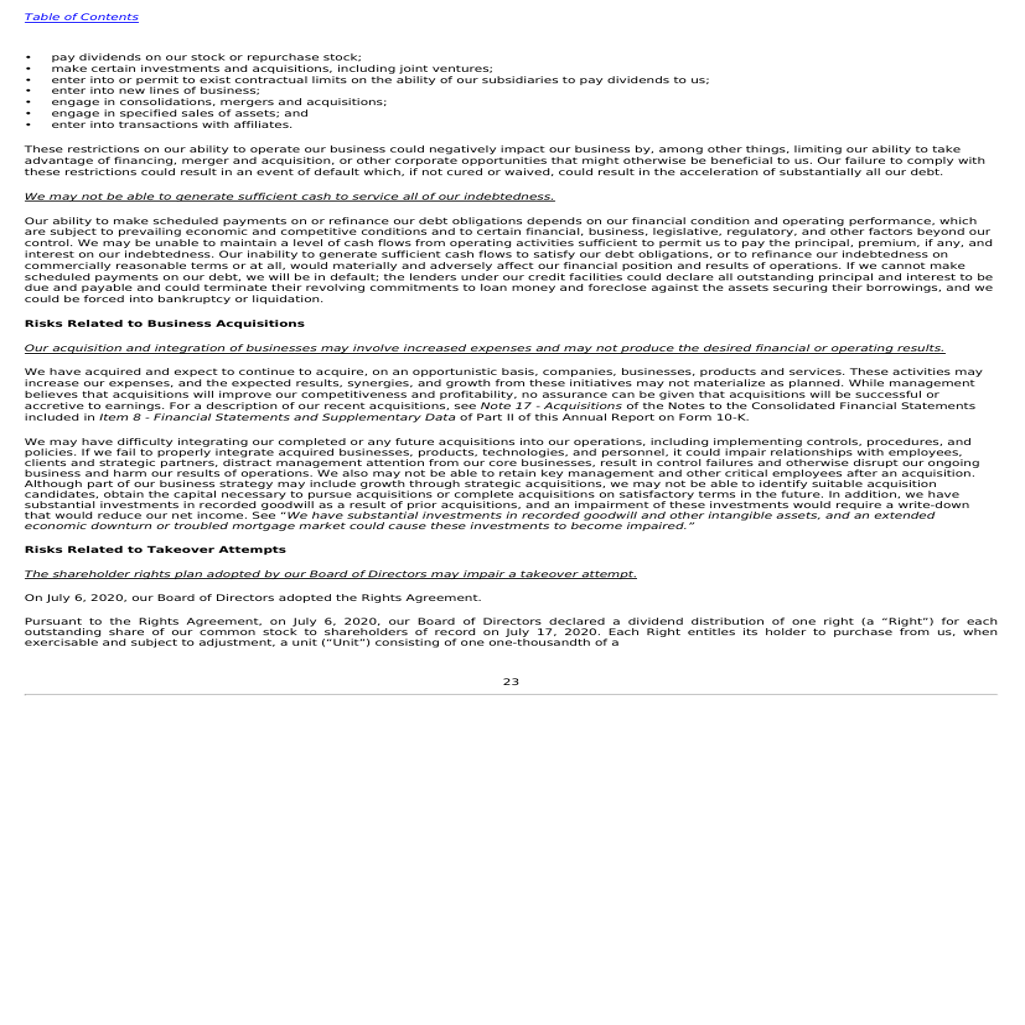 Table of Contents
• pay dividends on our stock or repurchase stock;
• make certain investments and acquisitions, including joint ventures;
• enter into or permit to exist contractual limits on the ability of our subsidiaries to pay dividends to us;
• enter into new lines of business;
• engage in consolidations, mergers and acquisitions;
• engage in specified sales of assets; and
• enter into transactions with affiliates.
These restrictions on our ability to operate our business could negatively impact our business by, among other things, limiting our ability to take
advantage of financing, merger and acquisition, or other corporate opportunities that might otherwise be beneficial to us. Our failure to comply with
these restrictions could result in an event of default which, if not cured or waived, could result in the acceleration of substantially all our debt.
We may not be able to generate sufficient cash to service all of our indebtedness.
Our ability to make scheduled payments on or refinance our debt obligations depends on our financial condition and operating performance, which
are subject to prevailing economic and competitive conditions and to certain financial, business, legislative, regulatory, and other factors beyond our
control. We may be unable to maintain a level of cash flows from operating activities sufficient to permit us to pay the principal, premium, if any, and
interest on our indebtedness. Our inability to generate sufficient cash flows to satisfy our debt obligations, or to refinance our indebtedness on
commercially reasonable terms or at all, would materially and adversely affect our financial position and results of operations. If we cannot make
scheduled payments on our debt, we will be in default; the lenders under our credit facilities could declare all outstanding principal and interest to be
due and payable and could terminate their revolving commitments to loan money and foreclose against the assets securing their borrowings, and we
could be forced into bankruptcy or liquidation.
Risks Related to Business Acquisitions
Our acquisition and integration of businesses may involve increased expenses and may not produce the desired financial or operating results.
We have acquired and expect to continue to acquire, on an opportunistic basis, companies, businesses, products and services. These activities may
increase our expenses, and the expected results, synergies, and growth from these initiatives may not materialize as planned. While management
believes that acquisitions will improve our competitiveness and profitability, no assurance can be given that acquisitions will be successful or
accretive to earnings. For a description of our recent acquisitions, see Note 17 - Acquisitions of the Notes to the Consolidated Financial Statements
included in Item 8 - Financial Statements and Supplementary Data of Part II of this Annual Report on Form 10-K.
We may have difficulty integrating our completed or any future acquisitions into our operations, including implementing controls, procedures, and
policies. If we fail to properly integrate acquired businesses, products, technologies, and personnel, it could impair relationships with employees,
clients and strategic partners, distract management attention from our core businesses, result in control failures and otherwise disrupt our ongoing
business and harm our results of operations. We also may not be able to retain key management and other critical employees after an acquisition.
Although part of our business strategy may include growth through strategic acquisitions, we may not be able to identify suitable acquisition
candidates, obtain the capital necessary to pursue acquisitions or complete acquisitions on satisfactory terms in the future. In addition, we have
substantial investments in recorded goodwill as a result of prior acquisitions, and an impairment of these investments would require a write-down
that would reduce our net income. See “We have substantial investments in recorded goodwill and other intangible assets, and an extended
economic downturn or troubled mortgage market could cause these investments to become impaired.”
Risks Related to Takeover Attempts
The shareholder rights plan adopted by our Board of Directors may impair a takeover attempt.
On July 6, 2020, our Board of Directors adopted the Rights Agreement.
Pursuant to the Rights Agreement, on July 6, 2020, our Board of Directors declared a dividend distribution of one right (a “Right”) for each
outstanding share of our common stock to shareholders of record on July 17, 2020. Each Right entitles its holder to purchase from us, when
exercisable and subject to adjustment, a unit (“Unit”) consisting of one one-thousandth of a
23